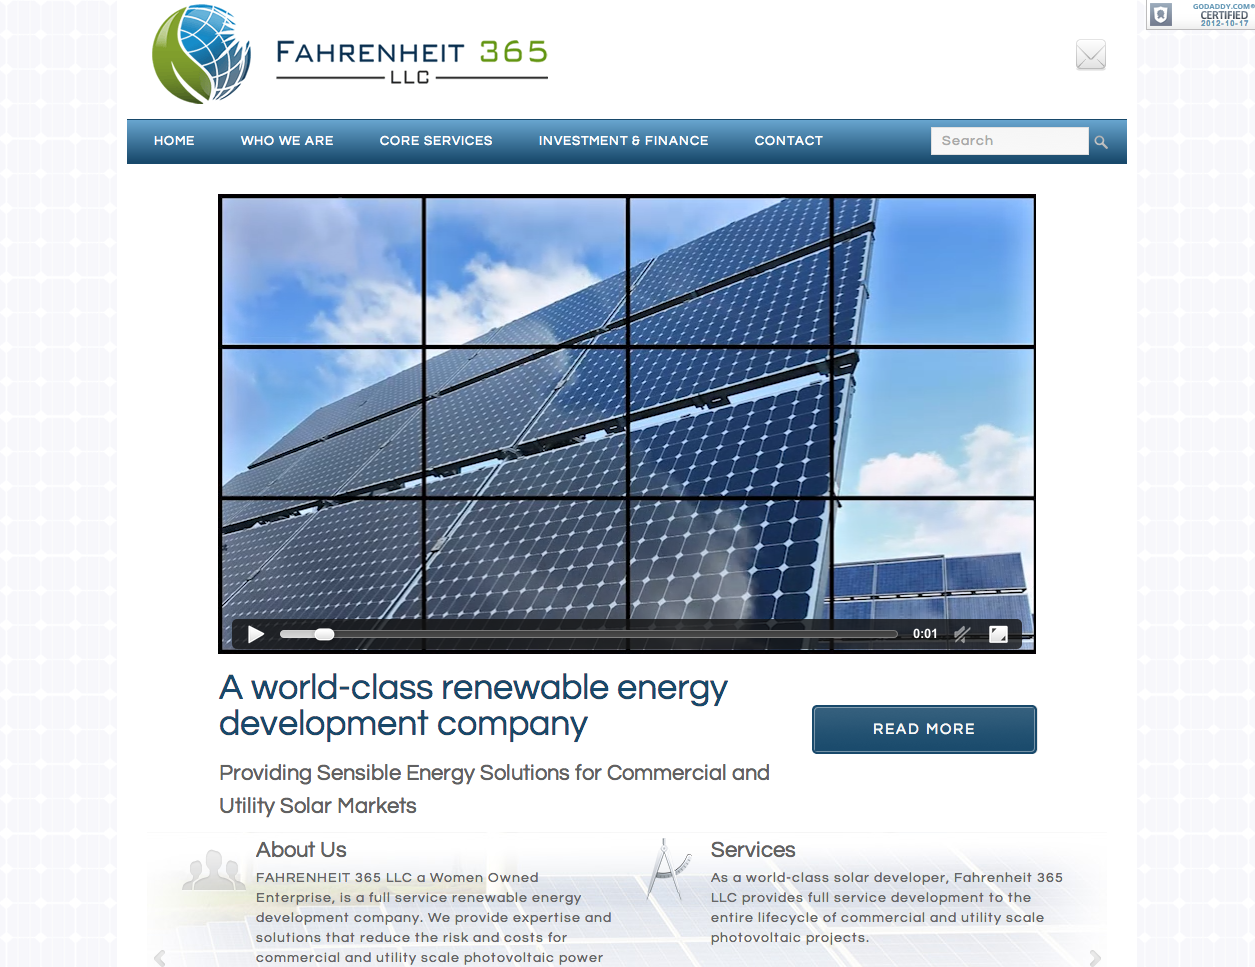 GODADDY.COM®
CERTIFIED
2012-10-17
FAHRENHEIT 365
LLC
HOME WHO WE ARE CORE SERVICES INVESTMENT & FINANCE CONTACT Search
0:01
A world-class renewable energy
development company
READ MORE
Providing Sensible Energy Solutions for Commercial and
Utility Solar Markets
About Us
FAHRENHEIT 365 LLC a Women Owned
Enterprise, is a full service renewable energy
development company. We provide expertise and
solutions that reduce the risk and costs for
commercial and utility scale photovoltaic power
Services
As a world-class solar developer, Fahrenheit 365
LLC provides full service development to the
entire lifecycle of commercial and utility scale
photovoltaic projects.